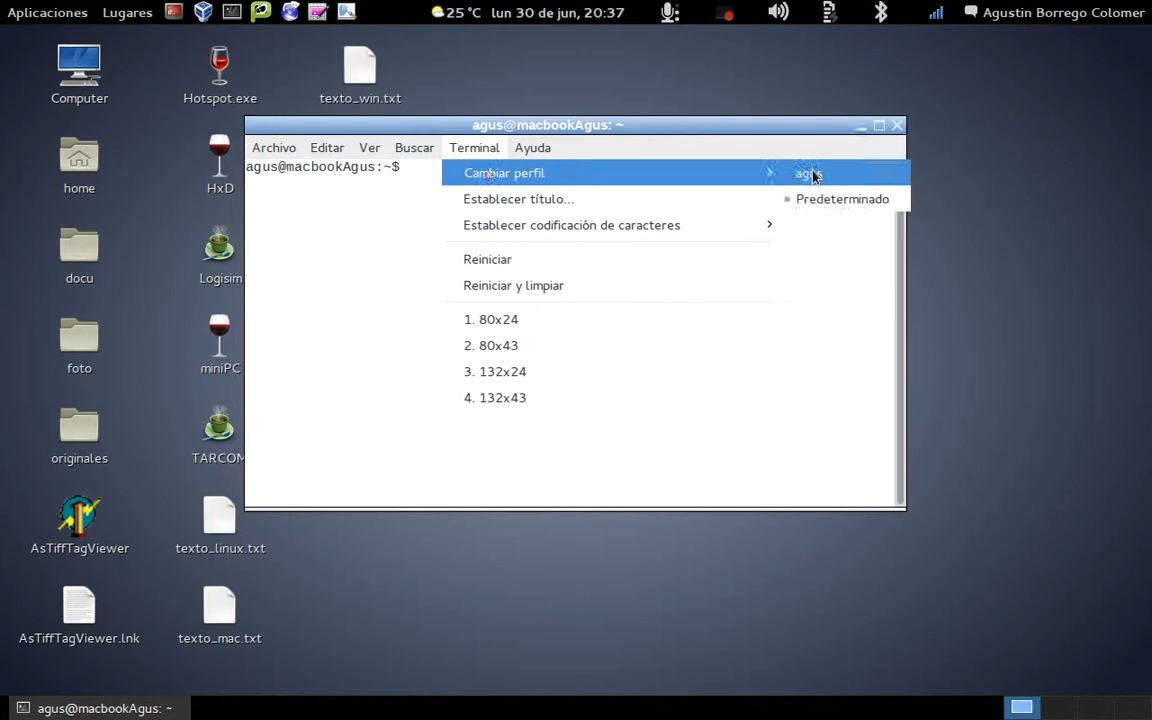 Aplicaciones Lugares 25 °C lun 30 de jun, 20:37 Agustin Borrego Colomer
Computer Hotspot.exe texto_win.txt
agus@macbookAgus: ~
Archivo Editar Ver Buscar Terminal Ayuda
agus@macbookAgus:~$
Cambiar perfil
agus
Establecer título...
Predeterminado
Establecer codificación de caracteres
Reiniciar
Reiniciar y limpiar
1. 80x24
2. 80x43
3. 132x24
4. 132x43
home HxD
docu Logisim
foto miniPC
originales TARCOM
AsTiffTagViewer texto_linux.txt
AsTiffTagViewer.lnk texto_mac.txt
agus@macbookAgus: ~